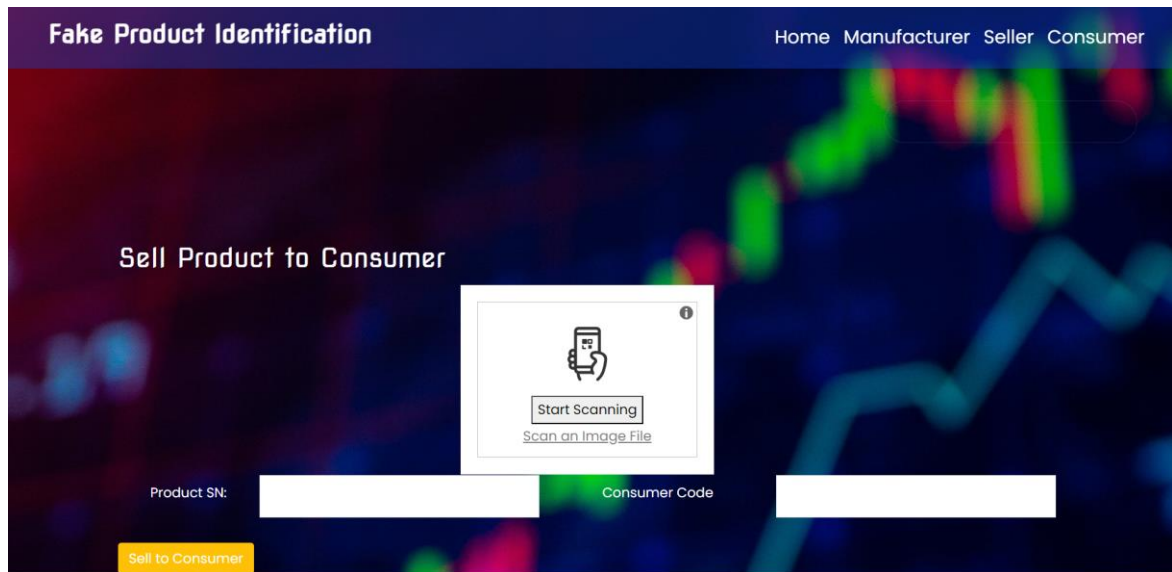 Fake Product Identification
Home Manufacturer Seller Consumer
Sell Product to Consumer
Start Scanning
Scan an Image File
Product SN:
Consumer Code
Sell to Consumer